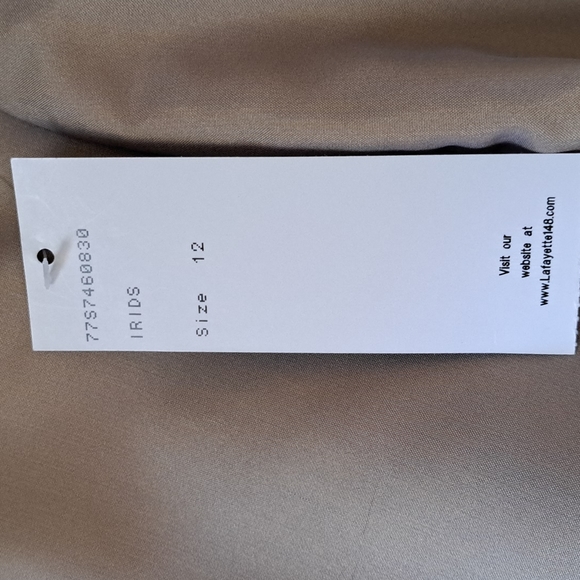 77S7460830
IRIDS
Size 12
Visit our
website at
www.Lafayette148.com